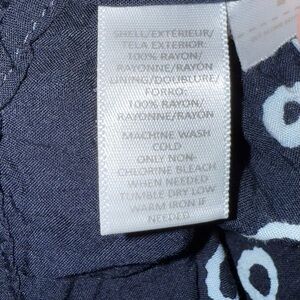 SHELL/EXTÉRIEUR/
TELA EXTERIOR:
100% RAYON/
RAYONNE/RAYÓN
LINING/DOUBLURE/
FORRO:
100% RAYON/
RAYONNE/RAYÓN
MACHINE WASH
COLD
ONLY NON-
CHLORINE BLEACH
WHEN NEEDED
TUMBLE DRY LOW
WARM IRON IF
NEEDED